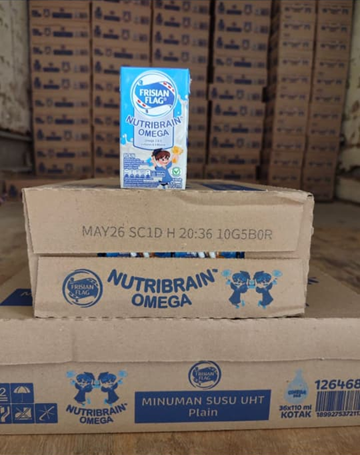 FRISIAN
FLAG
NUTRIBRAIN
OMEGA
MAY26 SC1D H 20:36 10G5B0R
FRISIAN
FLAG
NUTRIBRAIN™
OMEGA
FRISIAN
FLAG
NUTRIBRAIN
OMEGA
MINUMAN SUSU UHT
Plain
36x110 ml
KOTAK
126468